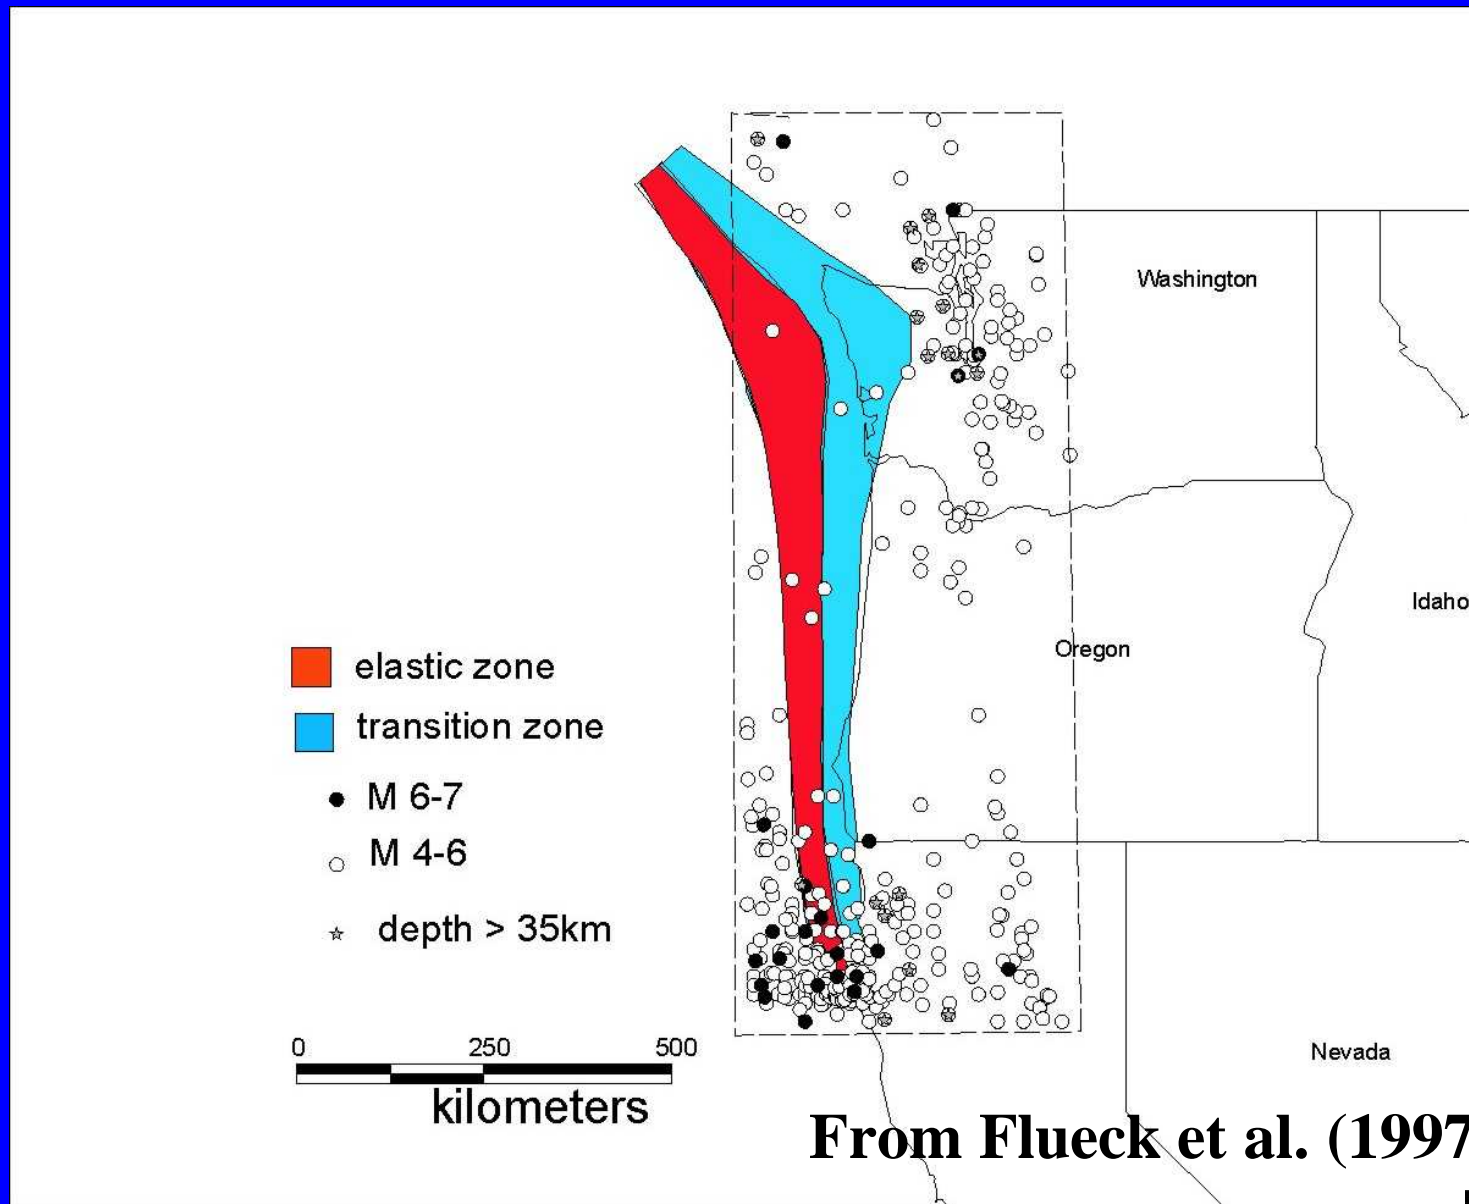 Washington
Idaho
Oregon
elastic zone
transition zone
M 6-7
M 4-6
depth > 35km
0 250 500
kilometers
Nevada
From Flueck et al. (1997